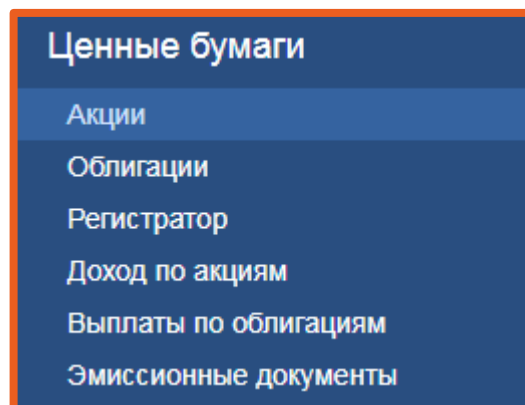 Ценные бумаги
Акции
Облигации
Регистратор
Доход по акциям
Выплаты по облигациям
Эмиссионные документы